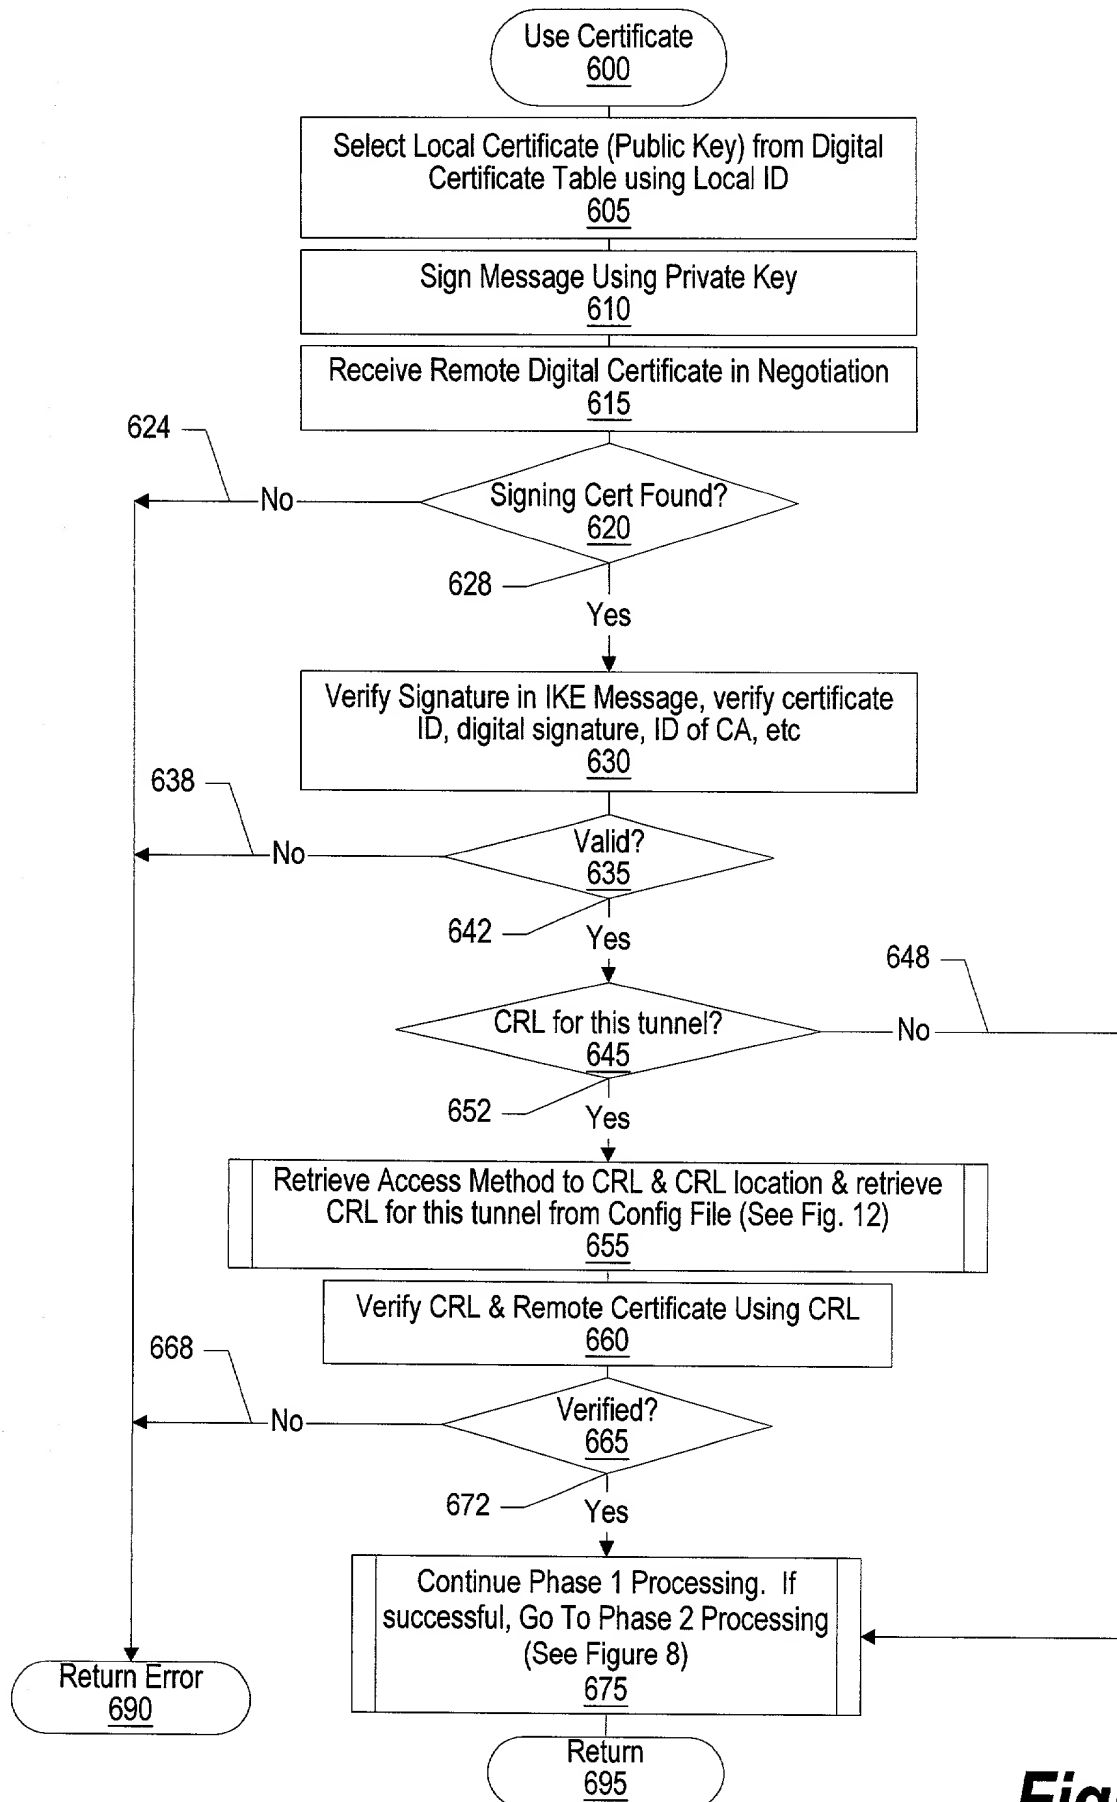 Use Certificate
600
Select Local Certificate (Public Key) from Digital
Certificate Table using Local ID
605
Sign Message Using Private Key
610
Receive Remote Digital Certificate in Negotiation
615
624
No
Signing Cert Found?
620
628
Yes
Verify Signature in IKE Message, verify certificate
ID, digital signature, ID of CA, etc
630
638
No
Valid?
635
642
Yes
648
CRL for this tunnel?
645
No
652
Yes
Retrieve Access Method to CRL & CRL location & retrieve
CRL for this tunnel from Config File (See Fig. 12)
655
Verify CRL & Remote Certificate Using CRL
660
668
No
Verified?
665
672
Yes
Continue Phase 1 Processing. If
successful, Go To Phase 2 Processing
(See Figure 8)
675
Return Error
690
Return
695